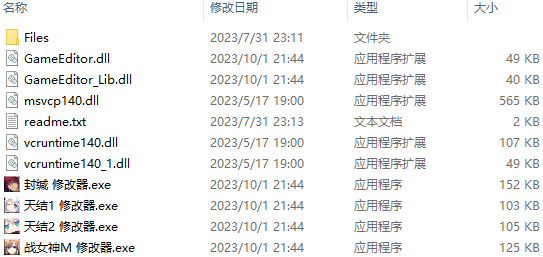 名称 修改日期 类型 大小
Files 2023/7/31 23:11 文件夹
GameEditor.dll 2023/10/1 21:44 应用程序扩展 49 KB
GameEditor_Lib.dll 2023/10/1 21:44 应用程序扩展 40 KB
msvcp140.dll 2023/5/17 19:00 应用程序扩展 565 KB
readme.txt 2023/7/31 23:13 文本文档 2 KB
vcruntime140.dll 2023/5/17 19:00 应用程序扩展 107 KB
vcruntime140_1.dll 2023/5/17 19:00 应用程序扩展 49 KB
封缄 修改器.exe 2023/10/1 21:44 应用程序 152 KB
天结1 修改器.exe 2023/10/1 21:44 应用程序 103 KB
天结2 修改器.exe 2023/10/1 21:44 应用程序 105 KB
战女神M 修改器.exe 2023/10/1 21:44 应用程序 125 KB